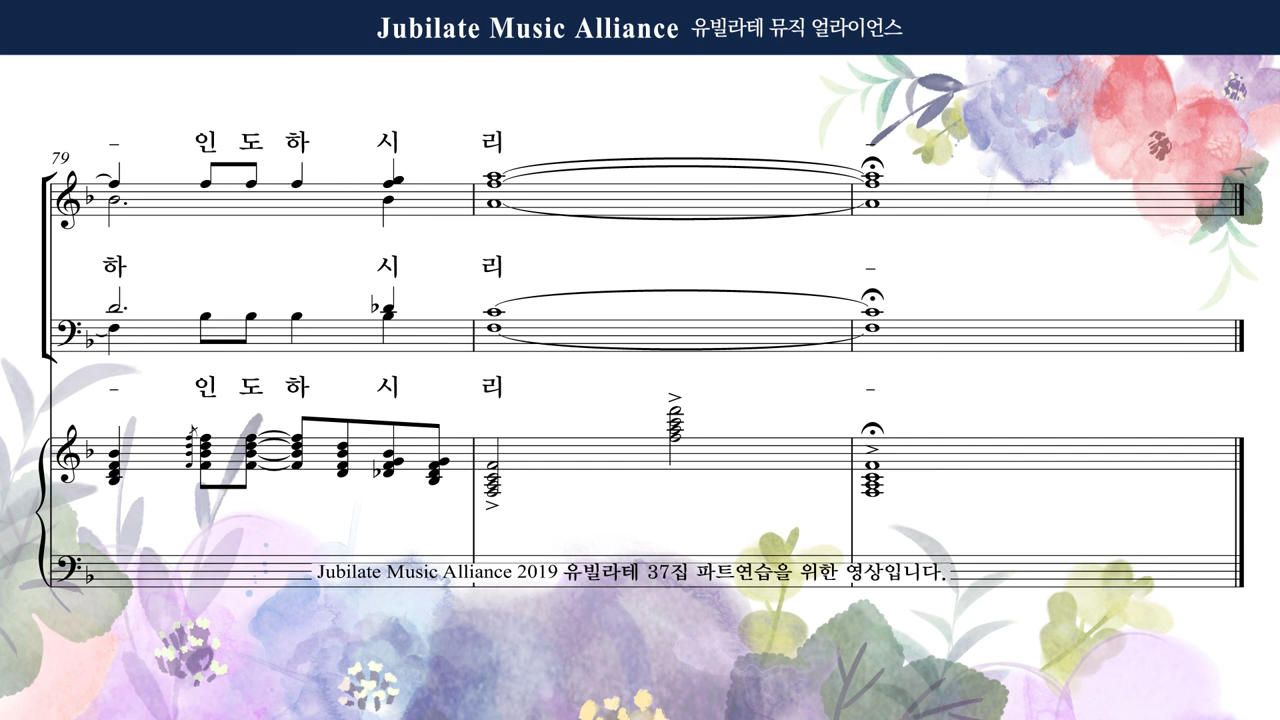 Jubilate Music Alliance 유빌라테 뮤직 얼라이언스
79
- 인 도 하 시 리 -
하 시 리 -
- 인 도 하 시 리 -
Jubilate Music Alliance 2019 유빌라테 37집 파트연습을 위한 영상입니다.